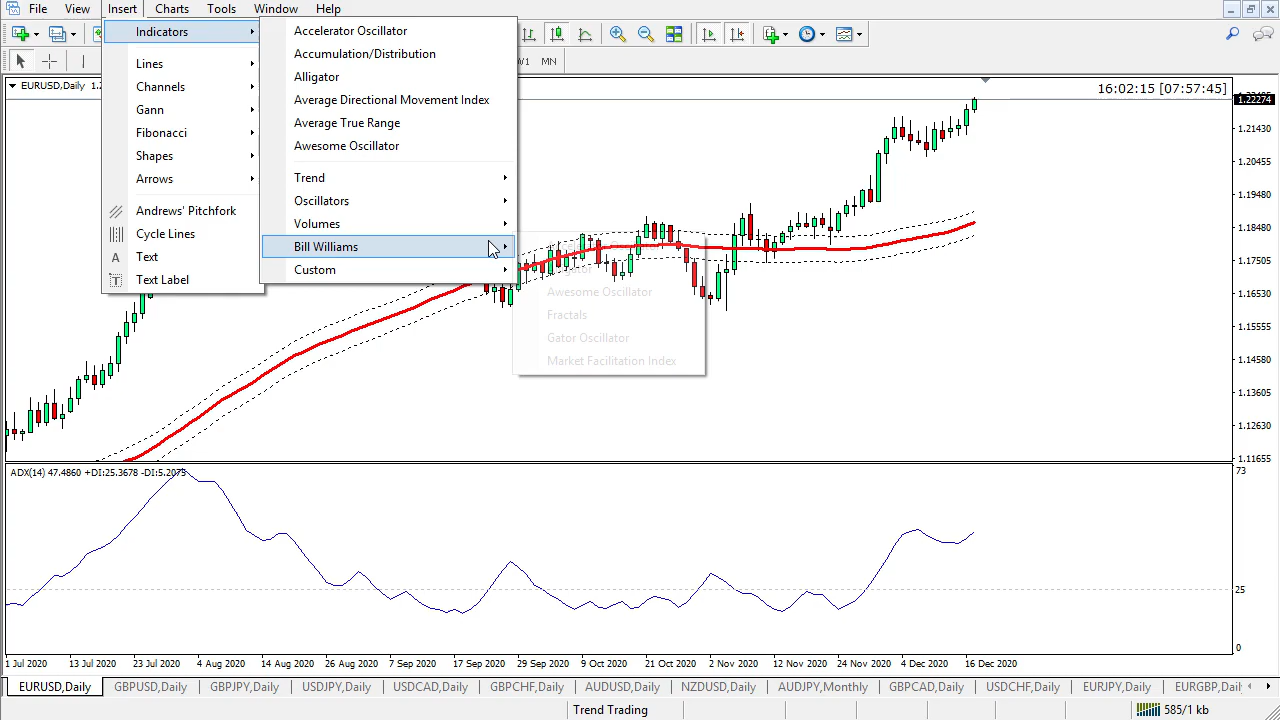 File View Insert Charts Tools Window Help
Indicators
Lines
Channels
Gann
Fibonacci
Shapes
Arrows
Andrews' Pitchfork
Cycle Lines
Text
Text Label
Accelerator Oscillator
Accumulation/Distribution
Alligator
Average Directional Movement Index
Average True Range
Awesome Oscillator
Trend
Oscillators
Volumes
Bill Williams
Custom
Awesome Oscillator
Fractals
Gator Oscillator
Market Facilitation Index
MN
EURUSD,Daily
16:02:15 [07:57:45]
1.22274
1.21430
1.20455
1.19480
1.18480
1.17505
1.16530
1.15555
1.14580
1.13605
1.12630
1.11655
ADX(14) 47.4860 +DI:25.3678 -DI:5.2075
73
25
0
1 Jul 2020 13 Jul 2020 23 Jul 2020 4 Aug 2020 14 Aug 2020 26 Aug 2020 7 Sep 2020 17 Sep 2020 29 Sep 2020 9 Oct 2020 21 Oct 2020 2 Nov 2020 12 Nov 2020 24 Nov 2020 4 Dec 2020 16 Dec 2020
EURUSD,Daily GBPUSD,Daily GBPJPY,Daily USDJPY,Daily USDCAD,Daily GBPCHF,Daily AUDUSD,Daily NZDUSD,Daily AUDJPY,Monthly GBPCAD,Daily USDCHF,Daily EURJPY,Daily EURGBP,Daily
Trend Trading
585/1 kb